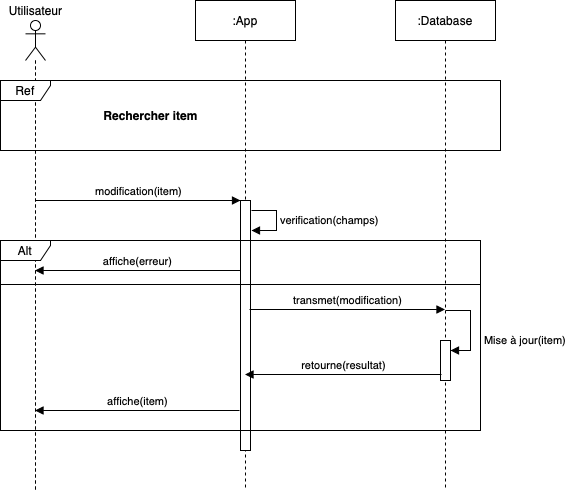 Utilisateur
:App
:Database
Ref
Rechercher item
modification(item)
verification(champs)
Alt
affiche(erreur)
transmet(modification)
Mise à jour(item)
retourne(resultat)
affiche(item)